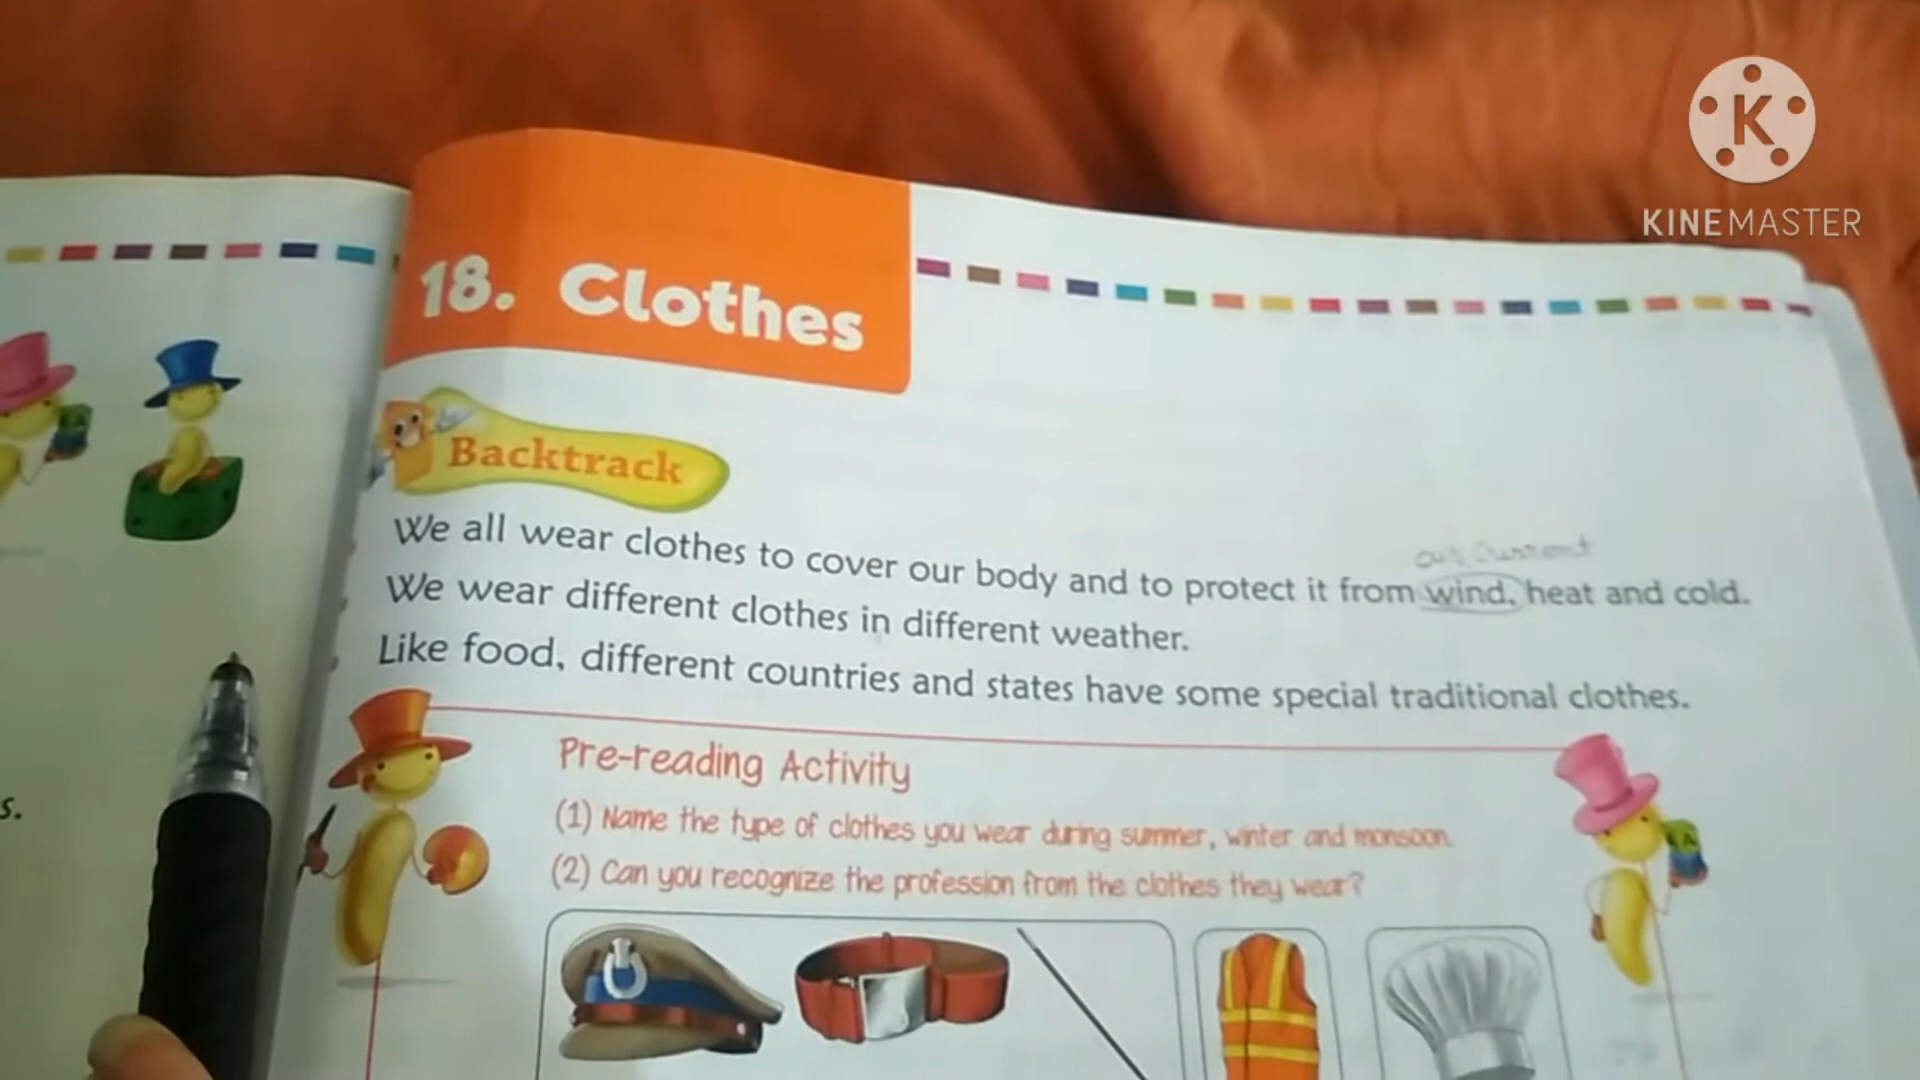 KINEMASTER
18. Clothes
Backtrack
air current
We all wear clothes to cover our body and to protect it from wind, heat and cold.
We wear different clothes in different weather.
Like food, different countries and states have some special traditional clothes.
Pre-reading Activity
(1) Name the type of clothes you wear during summer, winter and monsoon.
(2) Can you recognize the profession from the clothes they wear?
s.